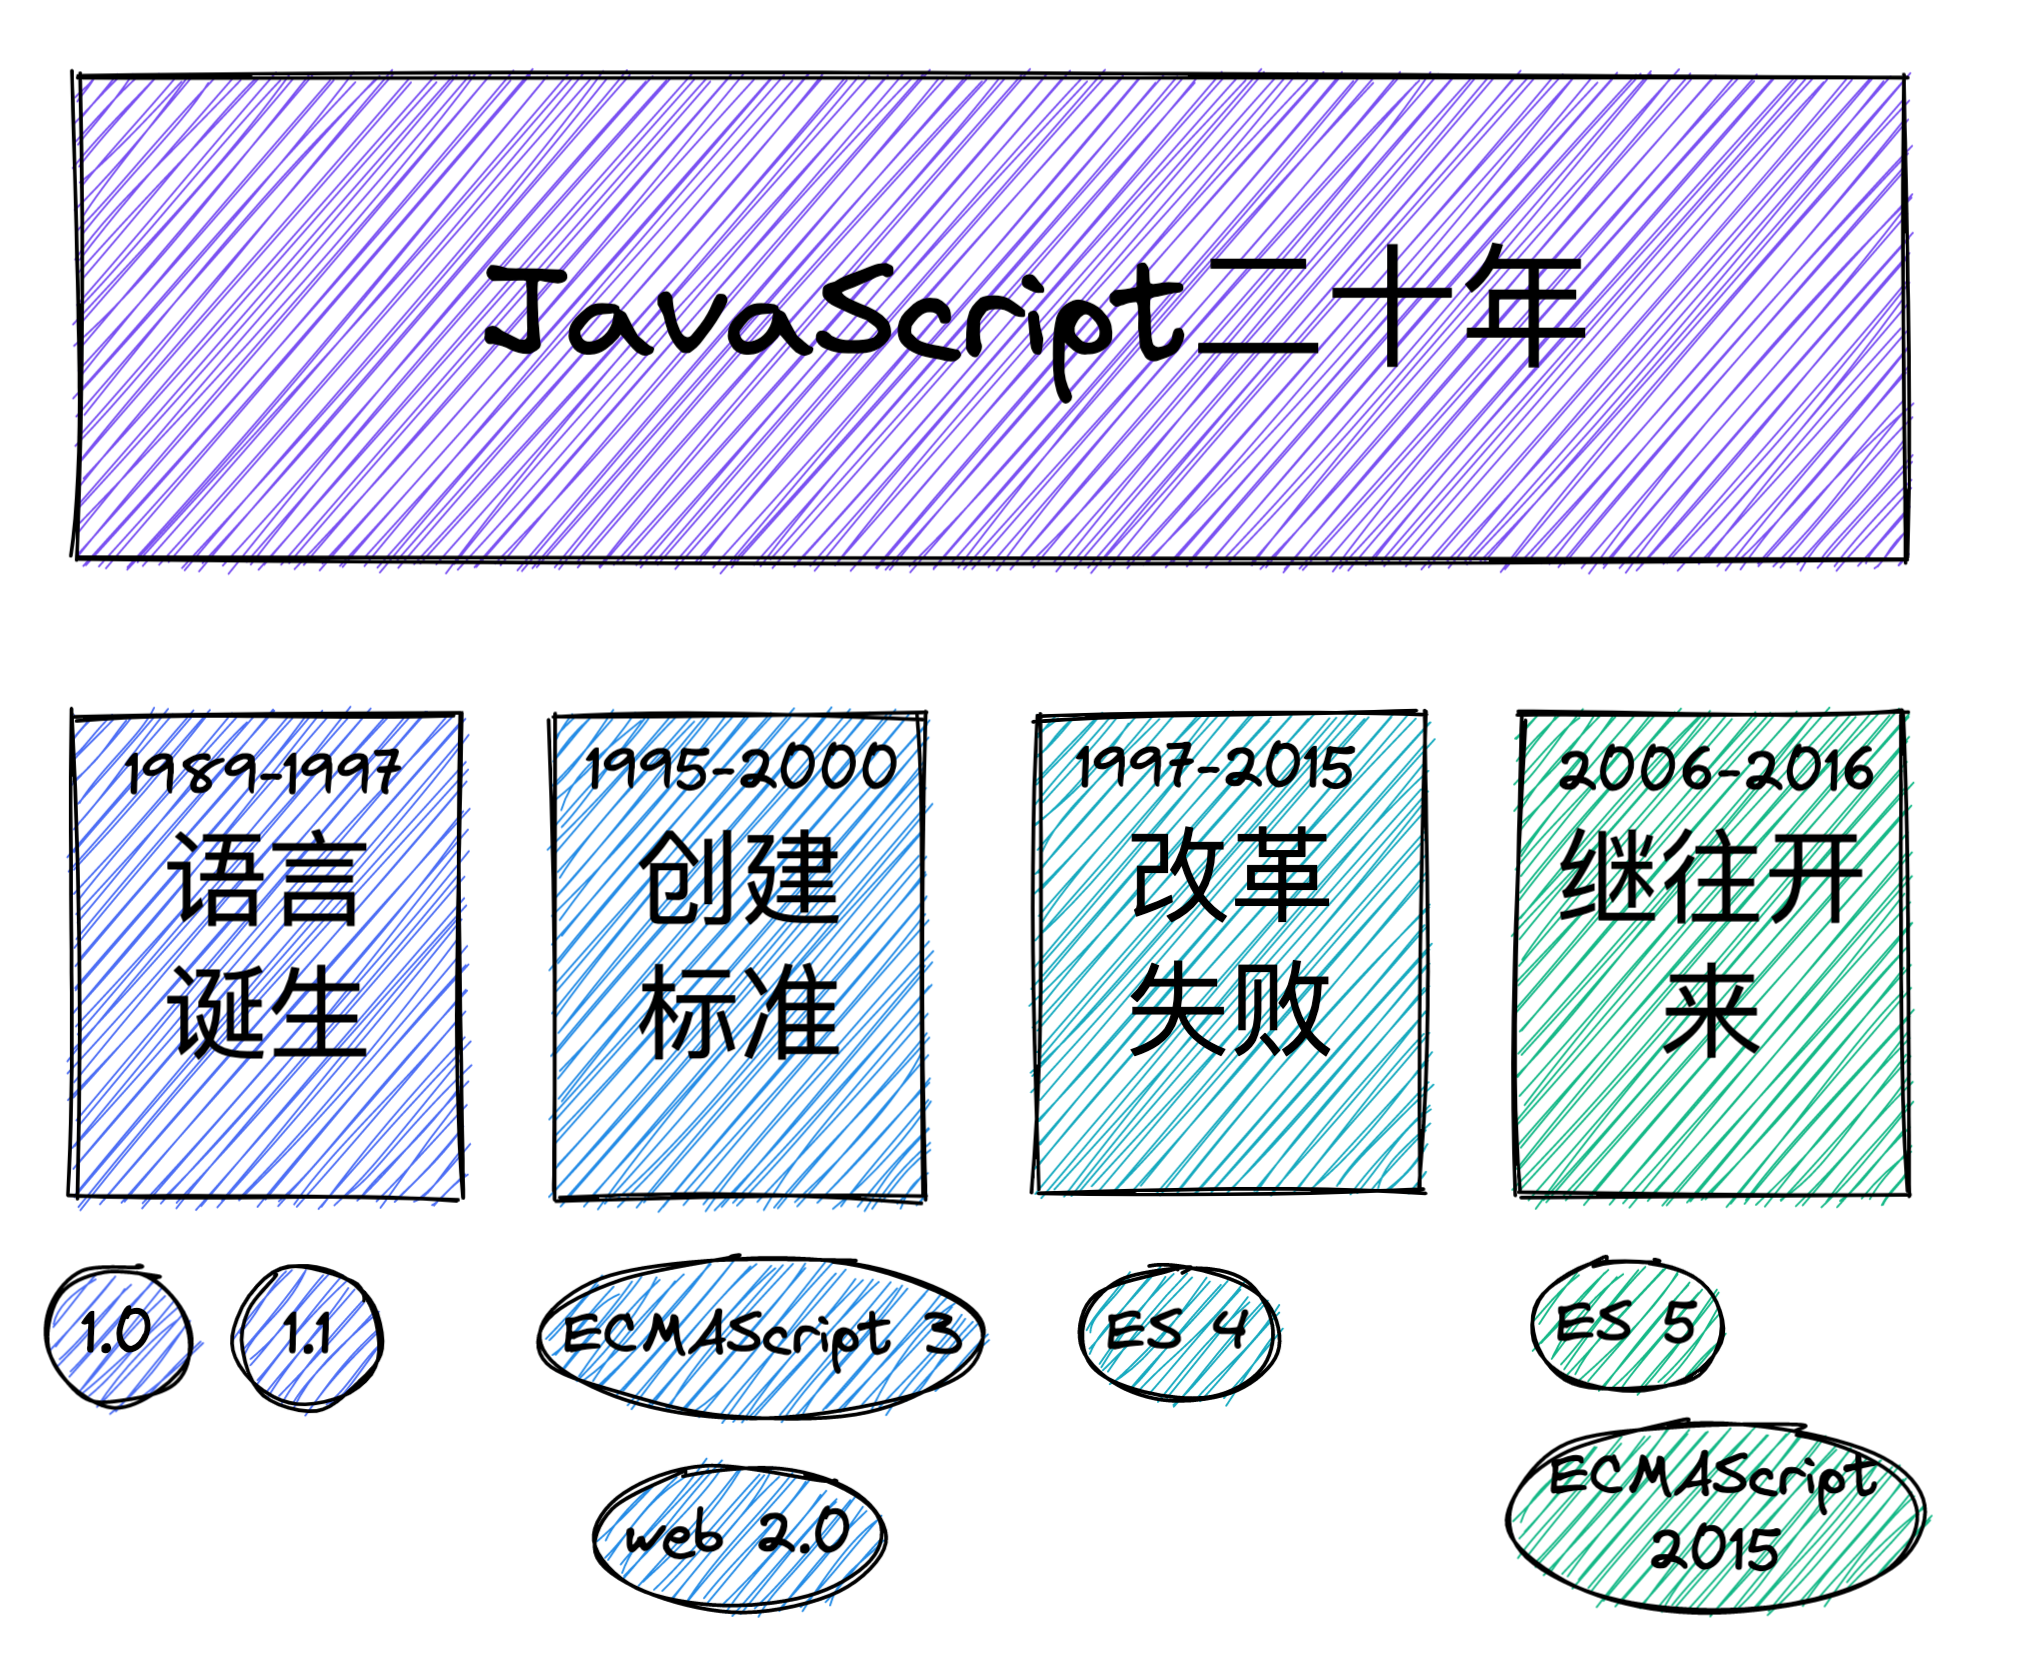 JavaScript二十年
1989-1997
语言
诞生
1995-2000
创建
标准
1997-2015
改革
失败
2006-2016
继往开
来
1.0
1.1
ECMAScript 3
web 2.0
ES 4
ES 5
ECMAScript
2015